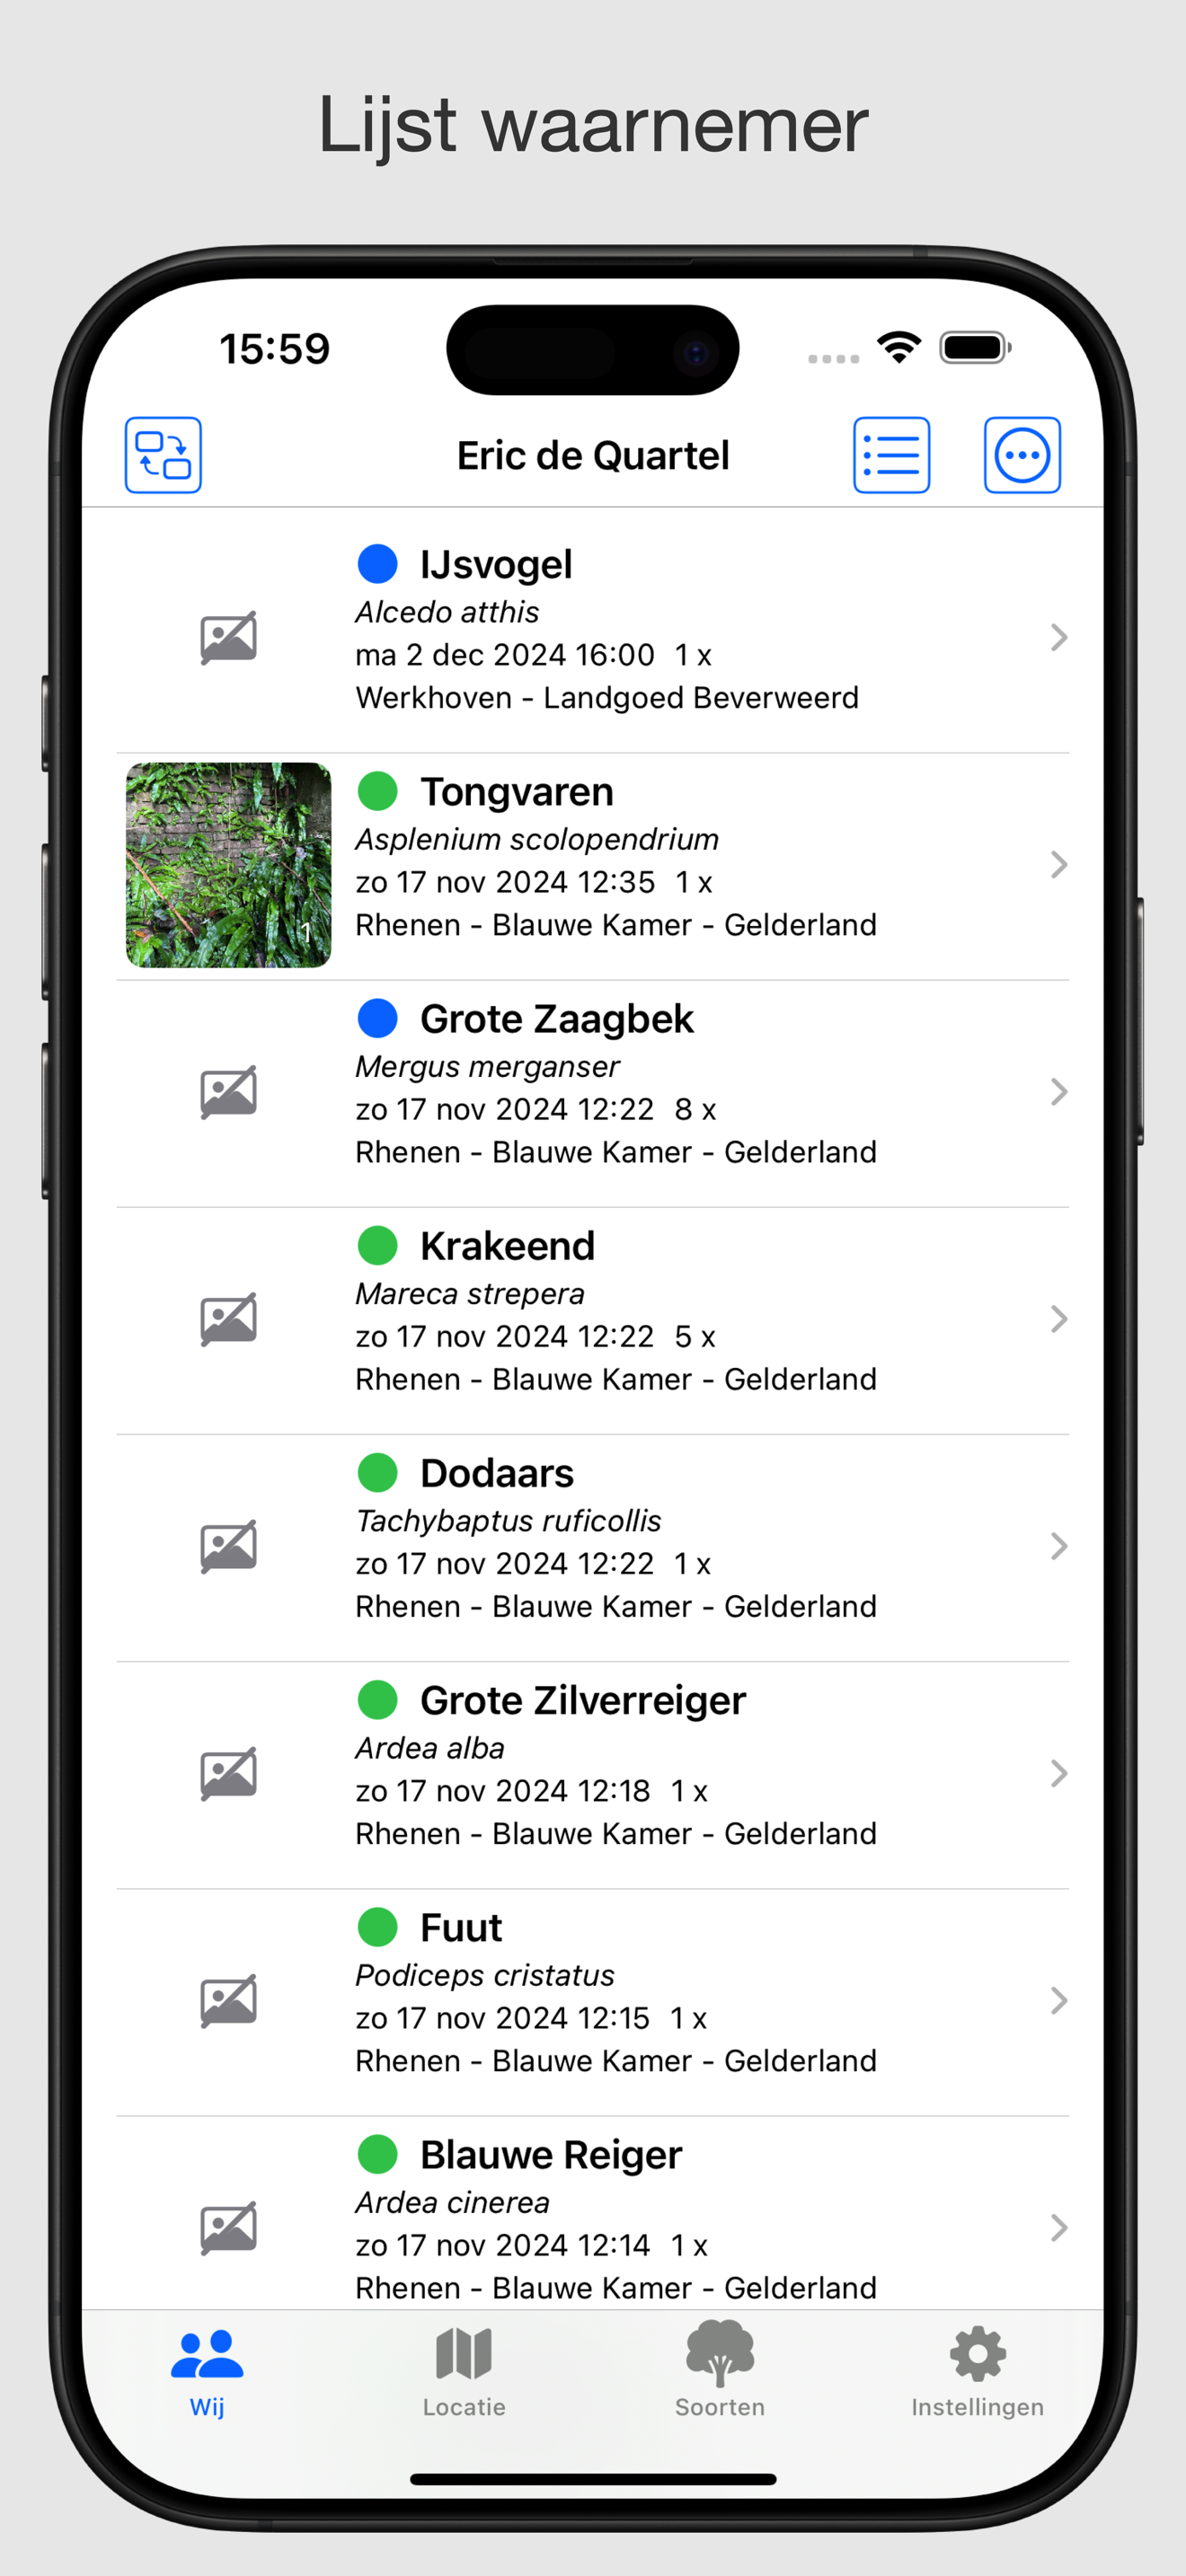 Lijst waarnemer
15:59
Eric de Quartel
IJsvogel
Alcedo atthis
ma 2 dec 2024 16:00 1 x
Werkhoven - Landgoed Beverweerd
Tongvaren
Asplenium scolopendrium
zo 17 nov 2024 12:35 1 x
Rhenen - Blauwe Kamer - Gelderland
1
Grote Zaagbek
Mergus merganser
zo 17 nov 2024 12:22 8 x
Rhenen - Blauwe Kamer - Gelderland
Krakeend
Mareca strepera
zo 17 nov 2024 12:22 5 x
Rhenen - Blauwe Kamer - Gelderland
Dodaars
Tachybaptus ruficollis
zo 17 nov 2024 12:22 1 x
Rhenen - Blauwe Kamer - Gelderland
Grote Zilverreiger
Ardea alba
zo 17 nov 2024 12:18 1 x
Rhenen - Blauwe Kamer - Gelderland
Fuut
Podiceps cristatus
zo 17 nov 2024 12:15 1 x
Rhenen - Blauwe Kamer - Gelderland
Blauwe Reiger
Ardea cinerea
zo 17 nov 2024 12:14 1 x
Rhenen - Blauwe Kamer - Gelderland
Wij Locatie Soorten Instellingen